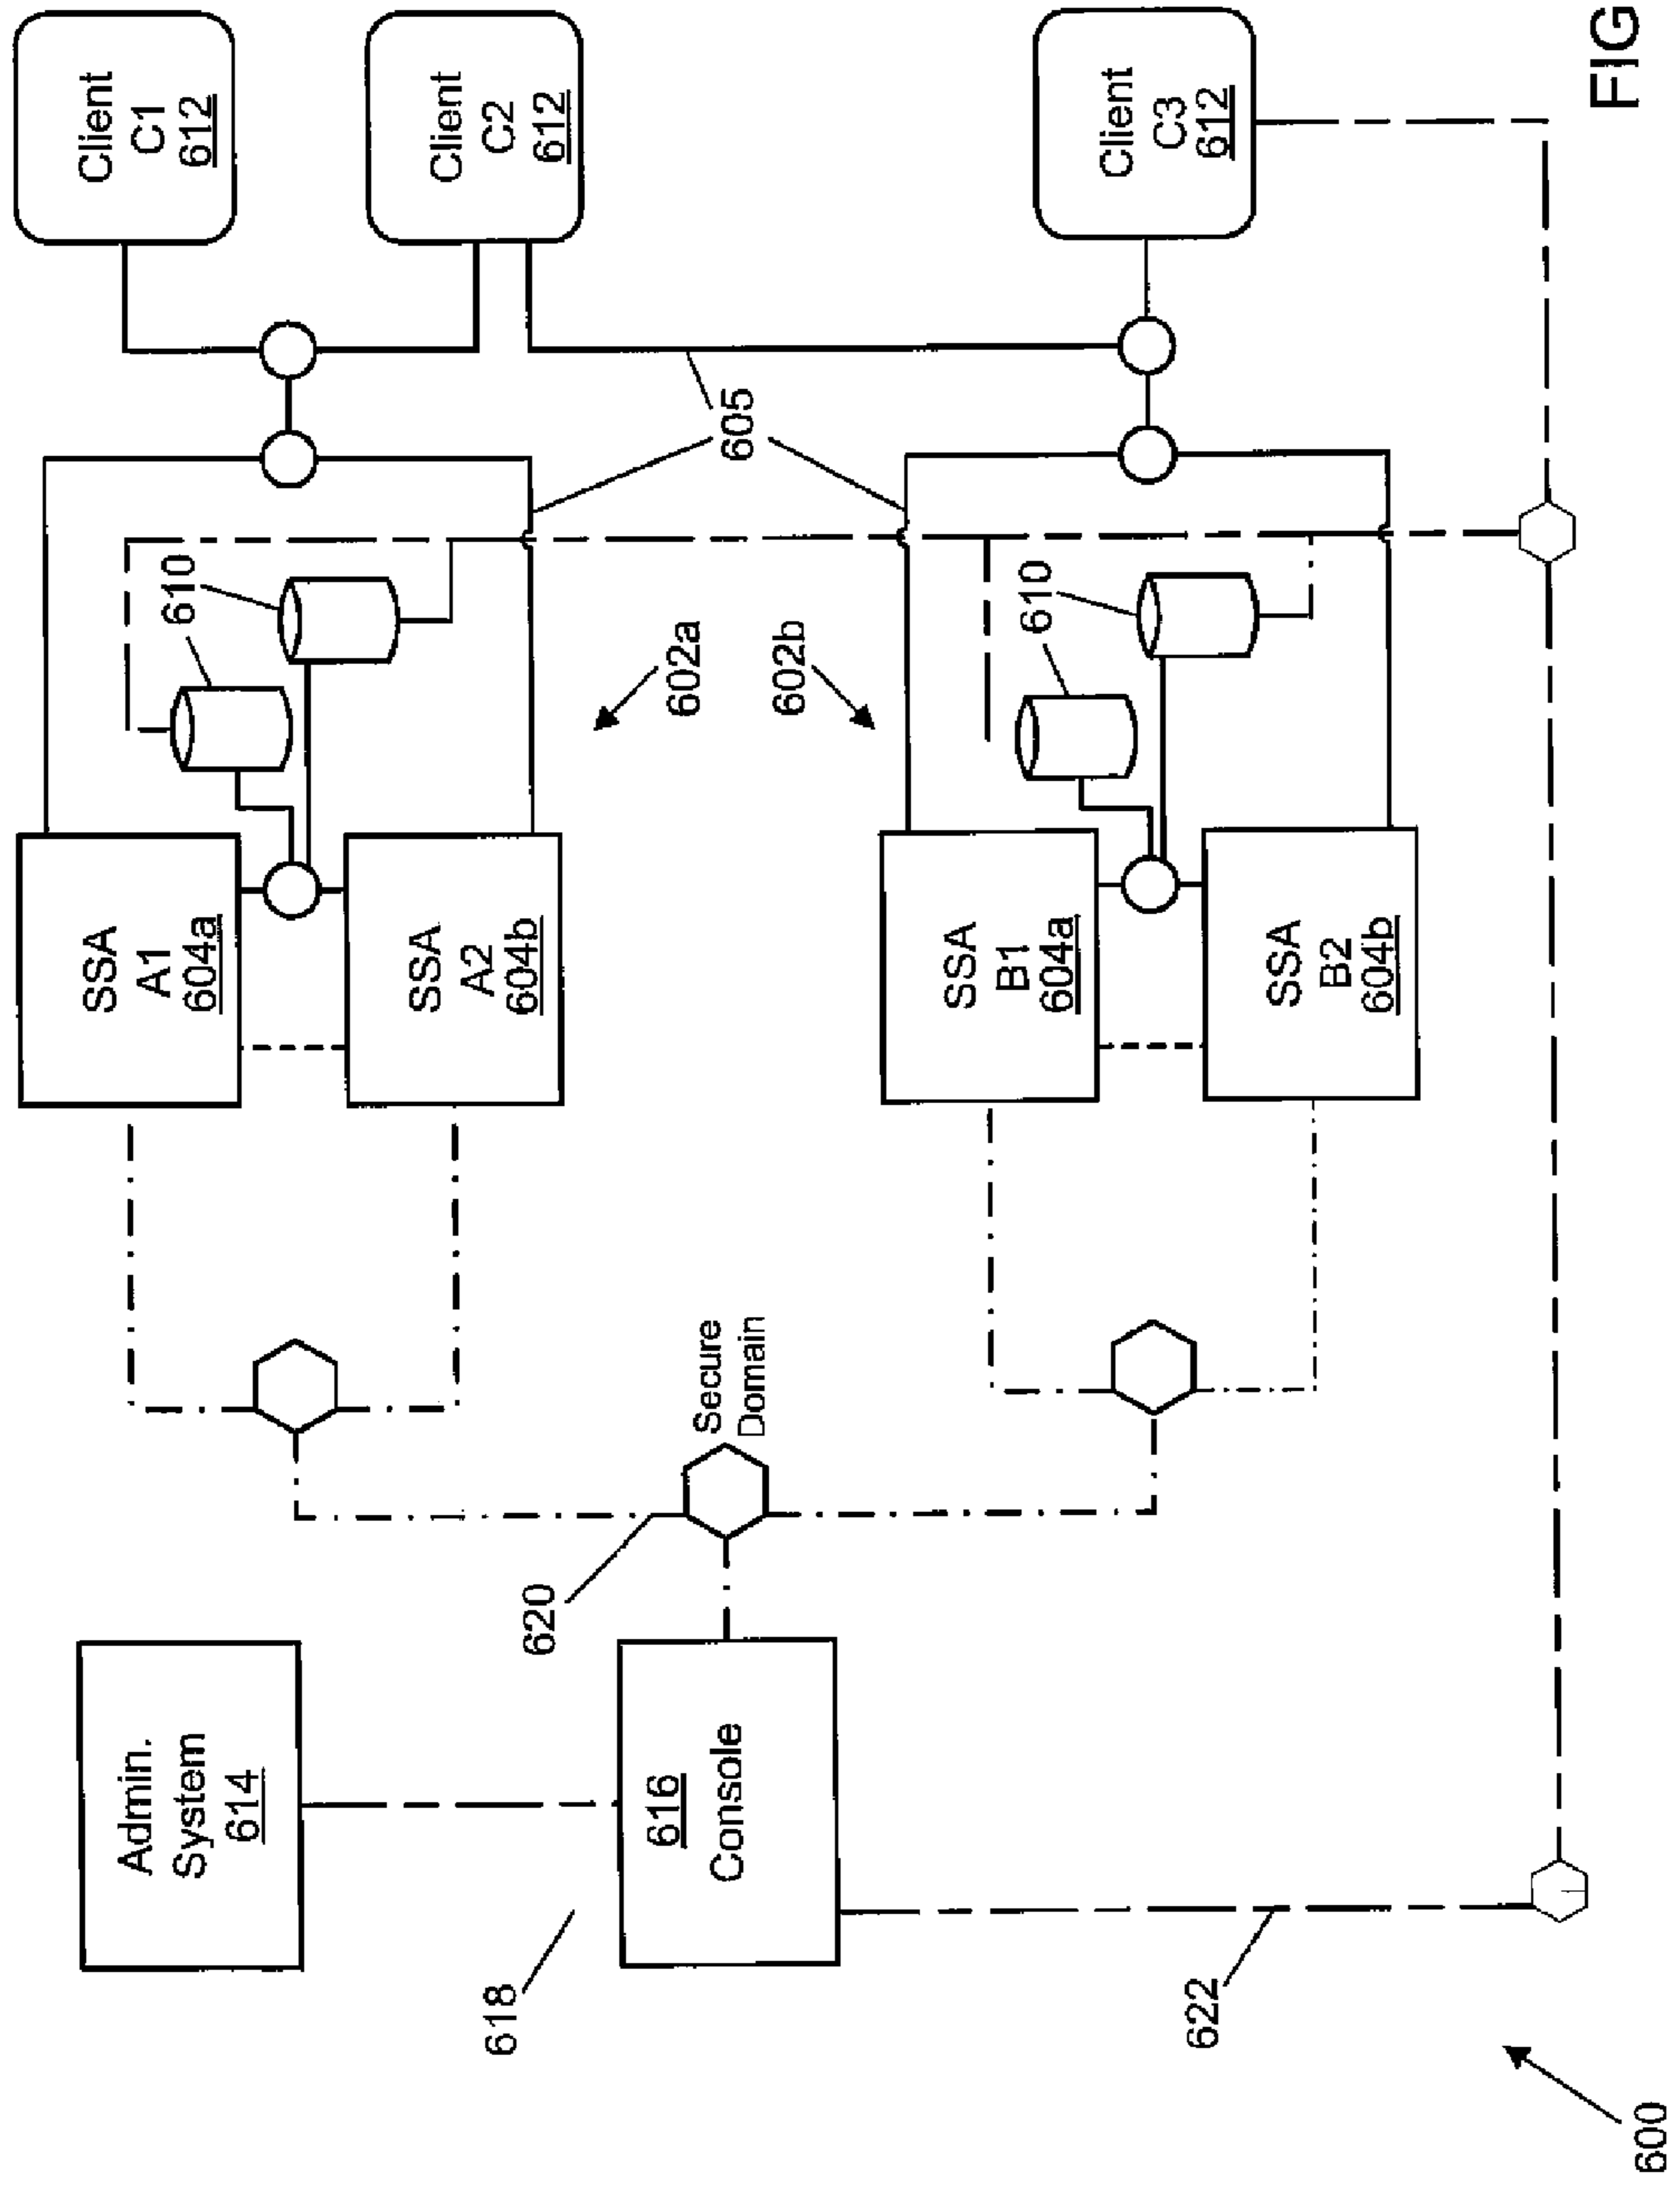 Client
C1
612
Client
C2
612
Client
C3
612
605
610
610
602a
602b
SSA
A1
604a
SSA
A2
604b
SSA
B1
604a
SSA
B2
604b
Secure
Domain
620
Admin.
System
614
616
Console
618
622
600
FIG